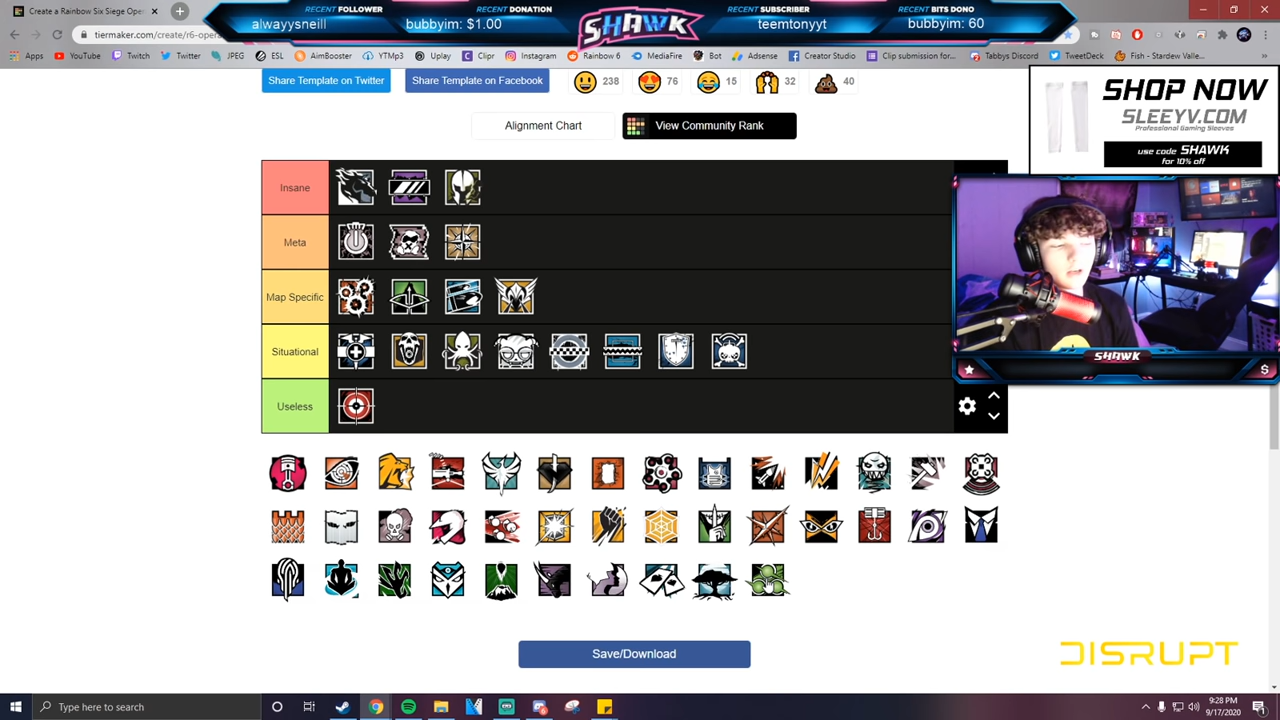 Create a Rainbow Six Siege Oper
RECENT FOLLOWER
alwayysneill
RECENT DONATION
bubbyim: $1.00
SHAWK
RECENT SUBSCRIBER
teemtonyyt
RECENT BITS DONO
bubbyim: 60
tiermaker.com/create/r6-opera
Apps
YouTube
Twitch
Twitter
JPEG
ESL
AimBooster
YTMp3
Uplay
Clipr
Instagram
Rainbow 6
MediaFire
Bot
Adsense
Creator Studio
Clip submission for...
Tabbys Discord
TweetDeck
Fish - Stardew Valle...
Share Template on Twitter
Share Template on Facebook
238
76
15
32
40
SHOP NOW
SLEEYV.COM
Professional Gaming Sleeves
use code SHAWK
for 10% off
Alignment Chart
View Community Rank
Insane
Meta
Map Specific
Situational
Useless
SHAWK
Save/Download
DISRUPT
Type here to search
9:28 PM
9/17/2020